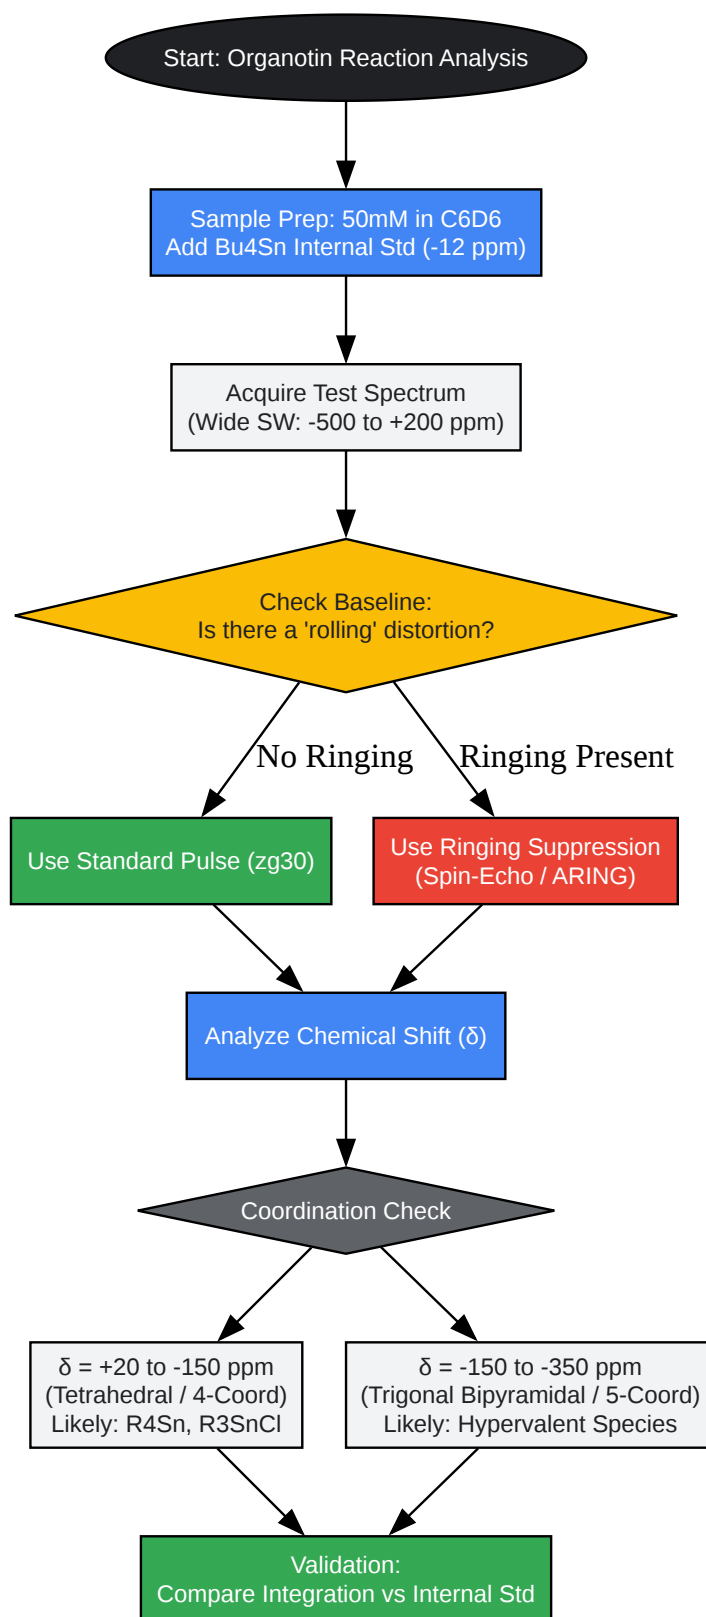 Start: Organotin Reaction Analysis
Sample Prep: 50mM in C6D6
Add Bu4Sn Internal Std (-12 ppm)
Acquire Test Spectrum
(Wide SW: -500 to +200 ppm)
Check Baseline:
Is there a 'rolling' distortion?
No Ringing
Ringing Present
Use Standard Pulse (zg30)
Use Ringing Suppression
(Spin-Echo / ARING)
Analyze Chemical Shift (δ)
Coordination Check
δ = +20 to -150 ppm
(Tetrahedral / 4-Coord)
Likely: R4Sn, R3SnCl
δ = -150 to -350 ppm
(Trigonal Bipyramidal / 5-Coord)
Likely: Hypervalent Species
Validation:
Compare Integration vs Internal Std